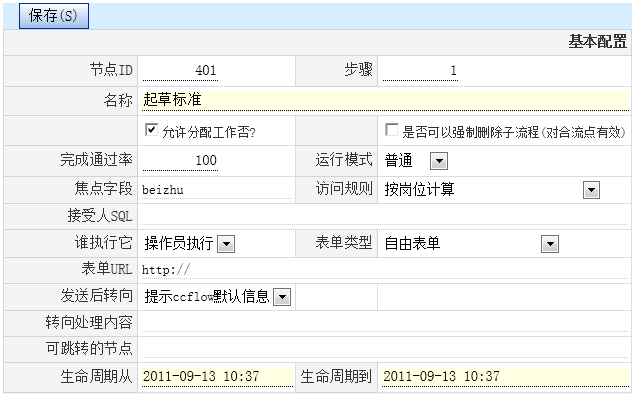 保存(S)
基本配置
节点ID 401 步骤 1
名称 起草标准
允许分配工作否? 是否可以强制删除子流程(对合流点有效)
完成通过率 100 运行模式 普通
焦点字段 beizhu 访问规则 按岗位计算
接受人SQL
谁执行它 操作员执行 表单类型 自由表单
表单URL http://
发送后转向 提示ccflow默认信息
转向处理内容
可跳转的节点
生命周期从 2011-09-13 10:37 生命周期到 2011-09-13 10:37